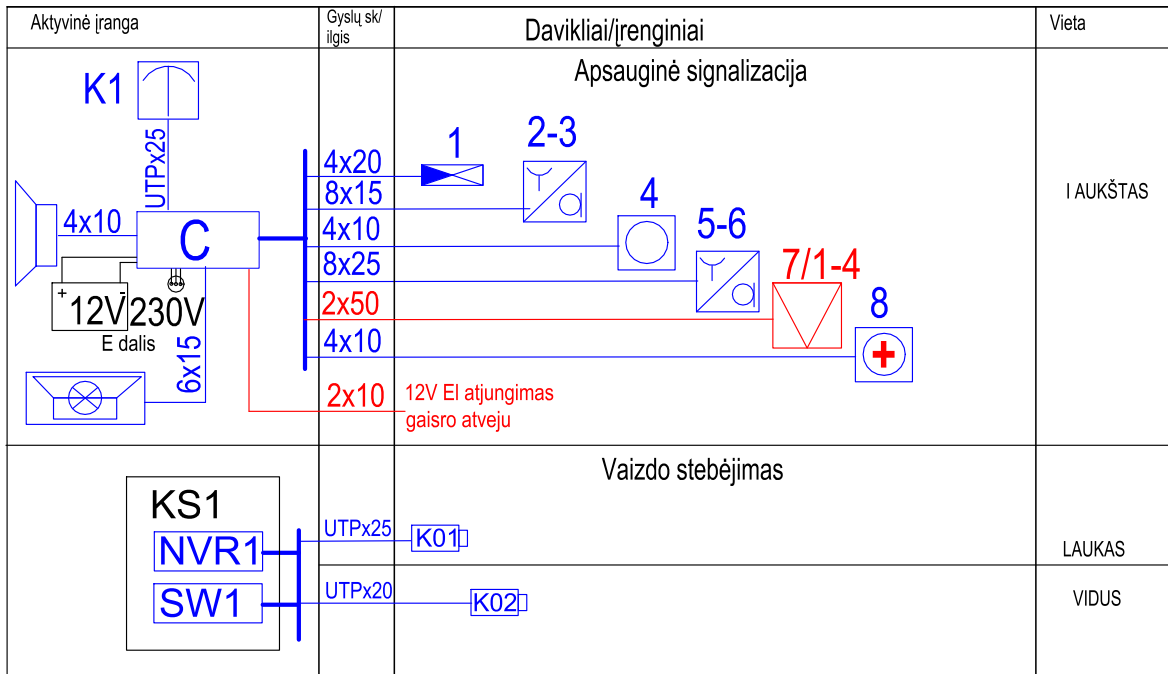 Aktyvinė įranga
Gyslų sk/
ilgis
Davikliai/įrenginiai
Vieta
Apsauginė signalizacija
K1
UTPx25
4x10
C
+
-
12V
230V
E dalis
6x15
4x20
1
8x15
2-3
4x10
4
8x25
5-6
2x50
7/1-4
4x10
8
2x10
12V EI atjungimas
gaisro atveju
I AUKŠTAS
Vaizdo stebėjimas
KS1
NVR1
SW1
UTPx25
K01
LAUKAS
UTPx20
K02
VIDUS